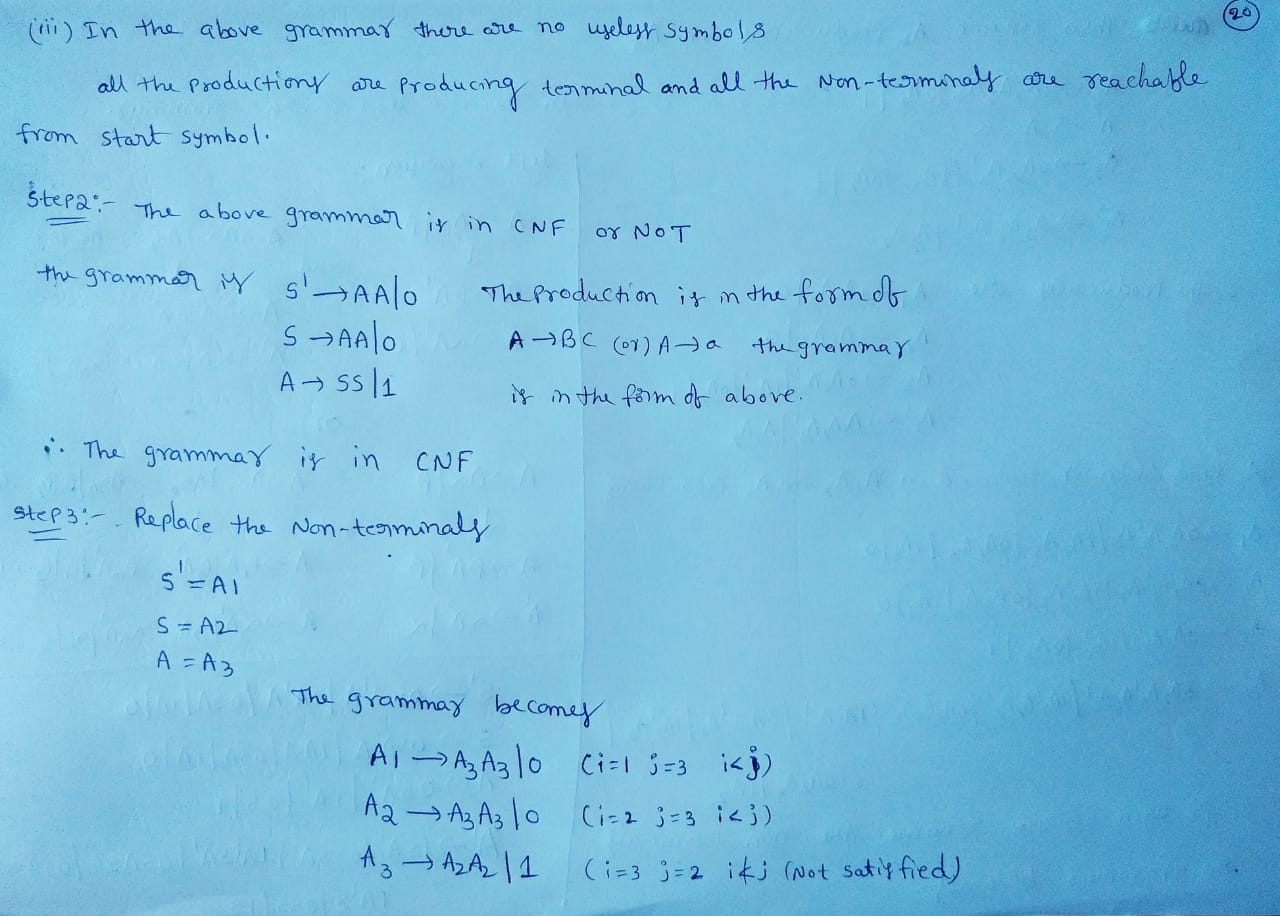 20
(iii) In the above grammar there are no useless symbols
all the productions are producing terminal and all the Non-terminals are reachable
from start symbol.
Step2:- The above grammar is in CNF or NOT
the grammar is S' → AA|0 The Production is in the form of
S → AA|0 A → BC (or) A → a the grammar
A → SS|1 is in the form of above.
∴ The grammar is in CNF
Step3:- Replace the Non-terminals
S' = A1
S = A2
A = A3
The grammar becomes
A1 → A3 A3|0 (i=1 j=3 i<j)
A2 → A3 A3|0 (i=2 j=3 i<j)
A3 → A2A2|1 (i=3 j=2 i≮j (Not satisfied)